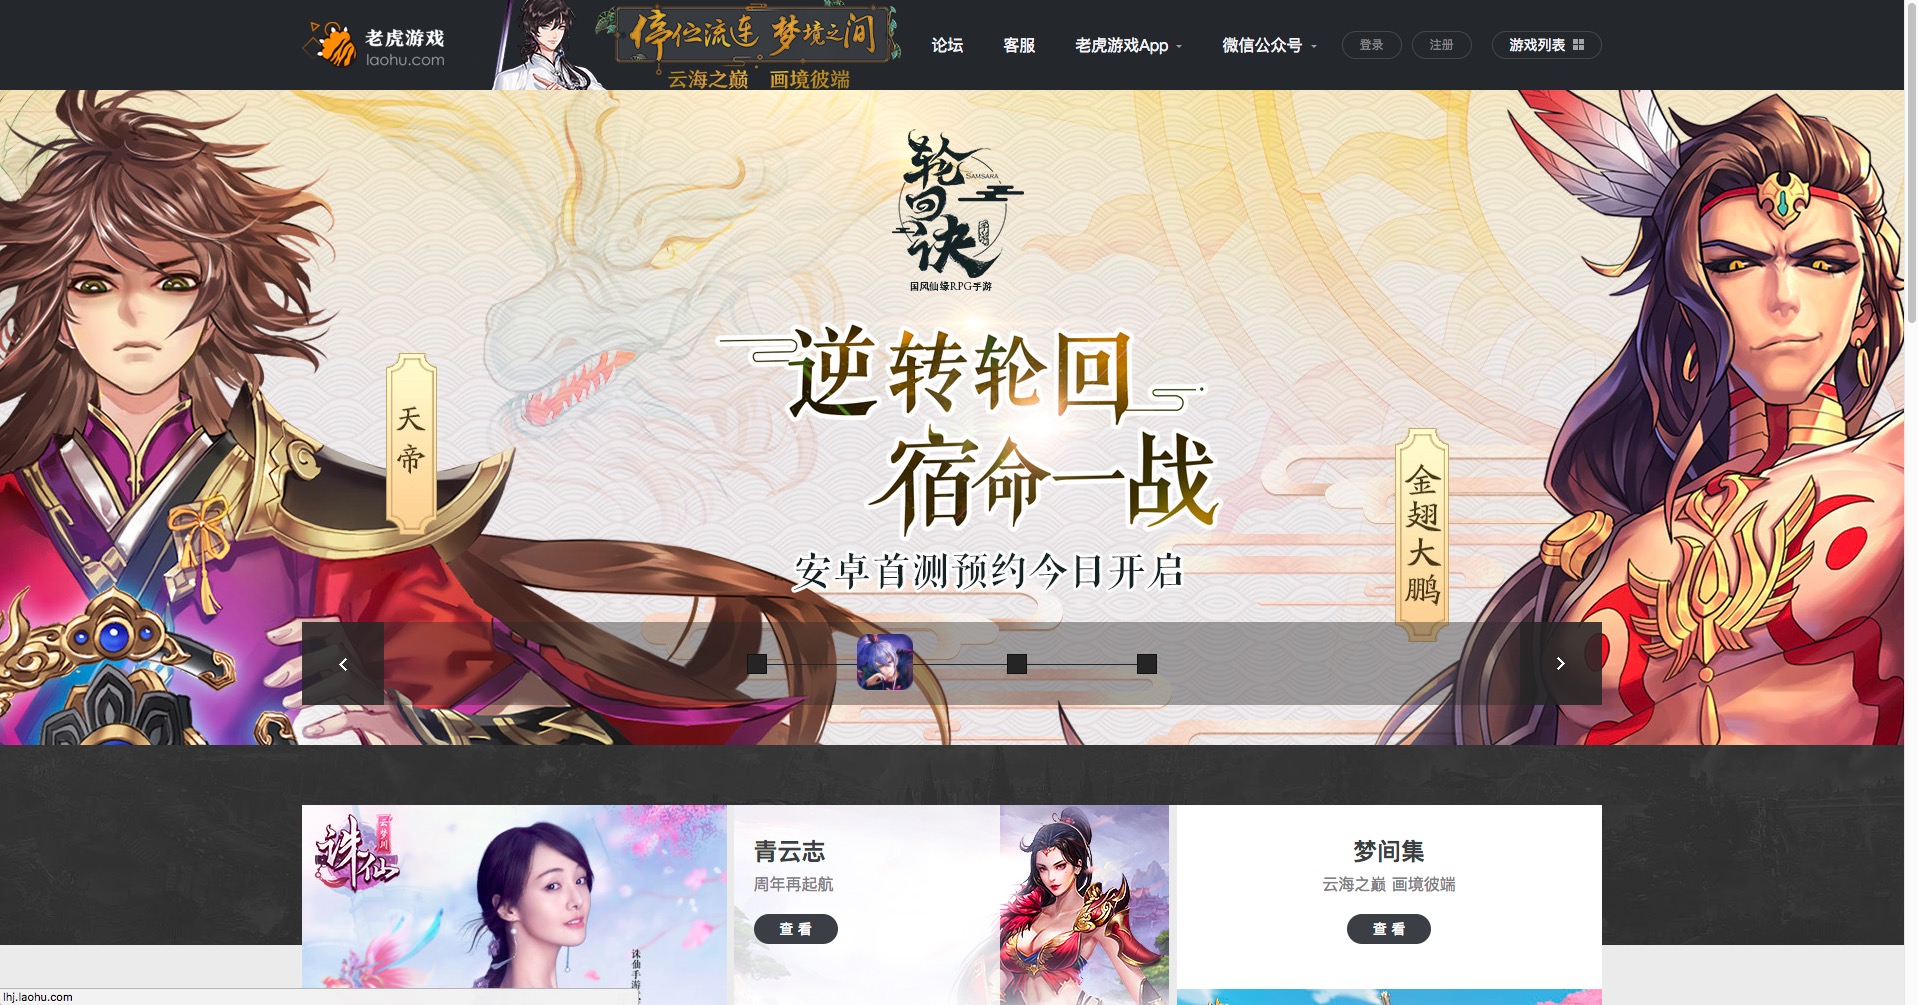 老虎游戏
laohu.com
停伫流连 梦境之间
云海之巅 画境彼端
论坛
客服
老虎游戏App
微信公众号
登录
注册
游戏列表
轮回诀
SAMSARA
手游
国风仙缘RPG手游
逆转轮回
宿命一战
安卓首测预约今日开启
天帝
金翅大鹏
诛仙
云梦川
诛仙手游
青云志
周年再起航
查看
梦间集
云海之巅 画境彼端
查看
lhj.laohu.com